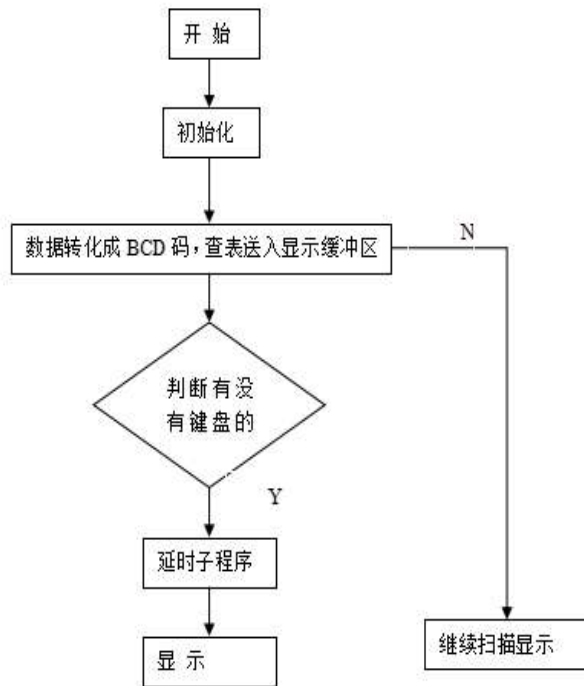 开 始
初始化
数据转化成 BCD 码，查表送入显示缓冲区
N
判断有没
有键盘的
Y
延时子程序
显 示
继续扫描显示